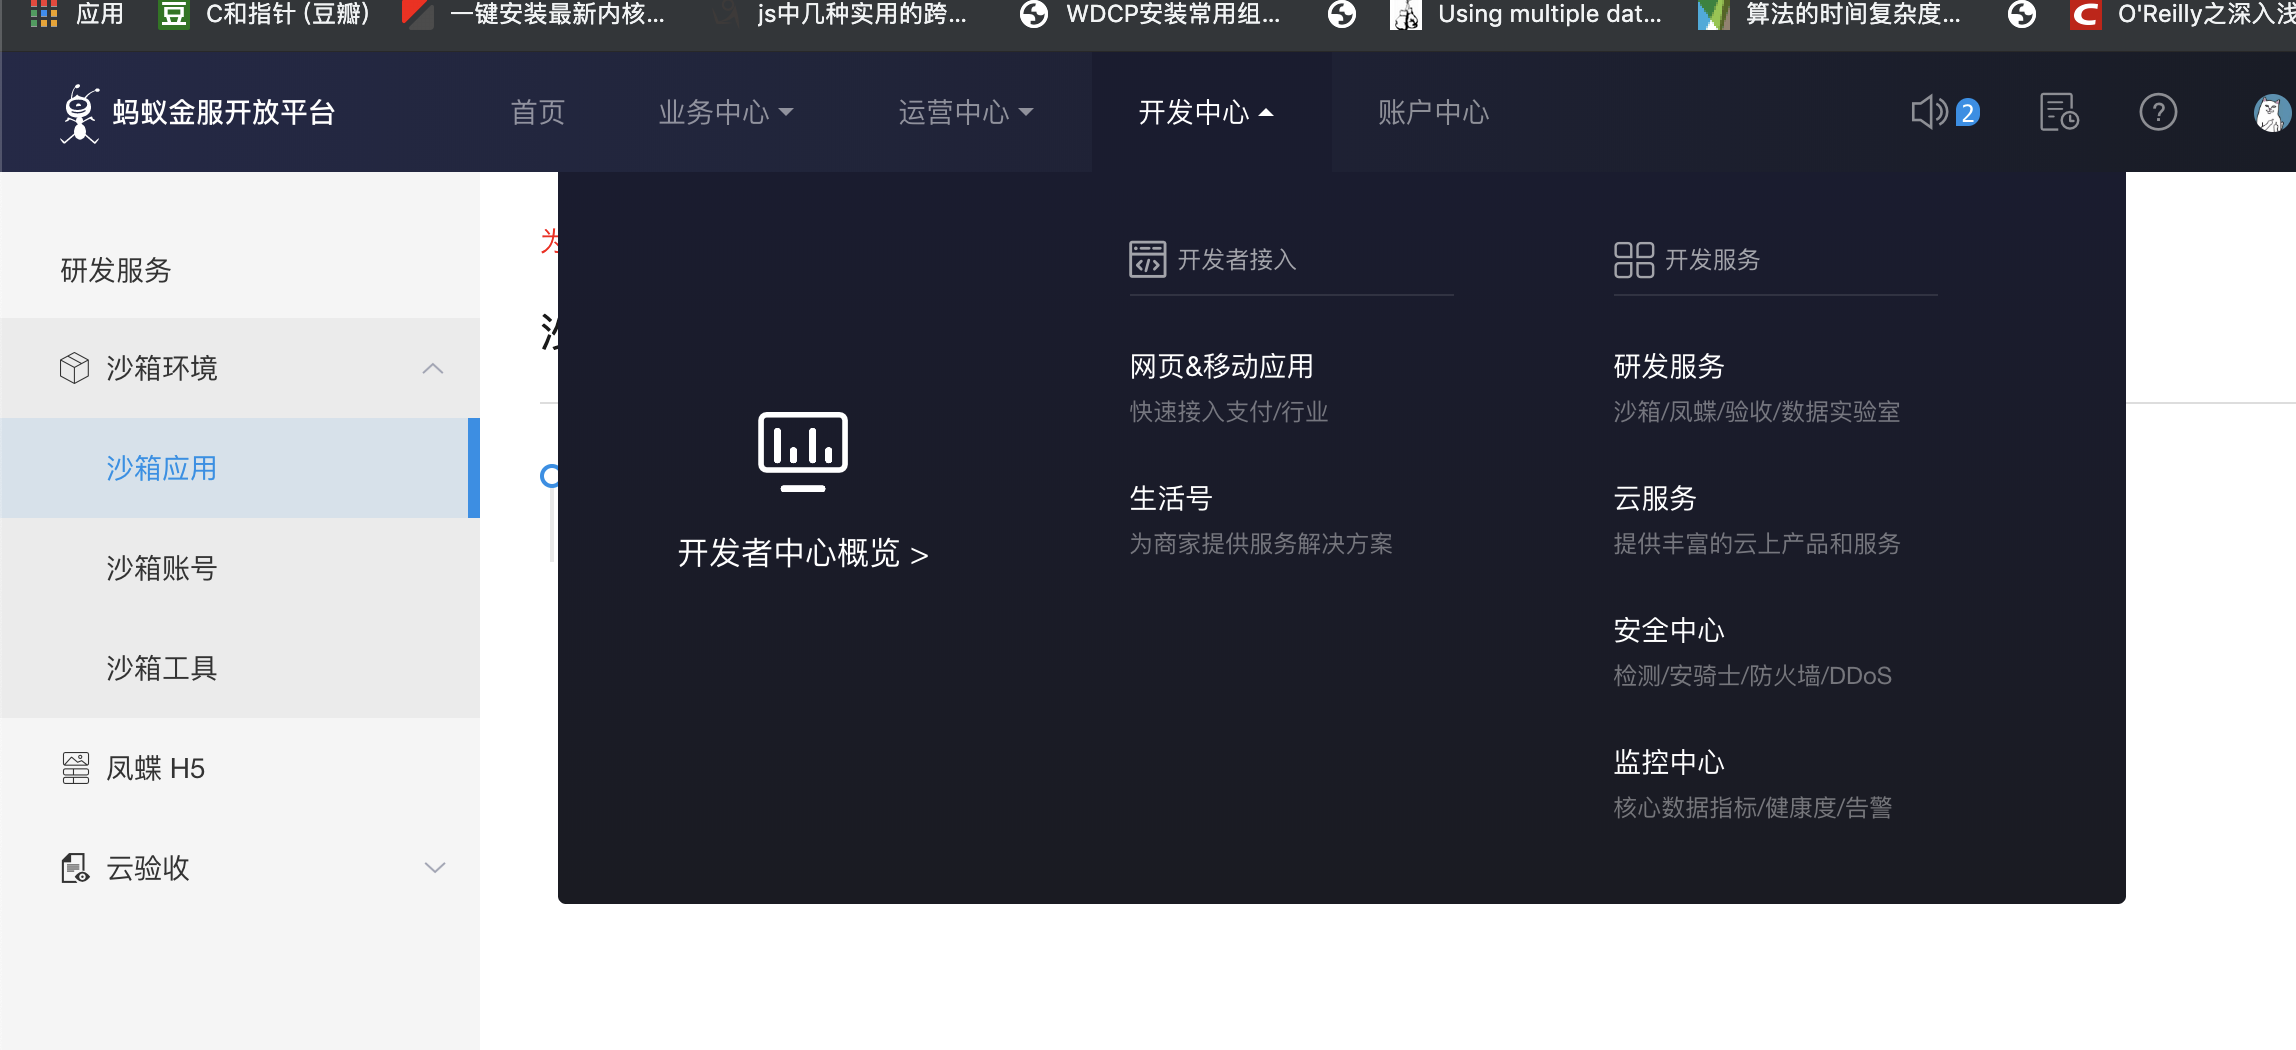 应用
C和指针 (豆瓣)
一键安装最新内核...
js中几种实用的跨...
WDCP安装常用组...
Using multiple dat...
算法的时间复杂度...
O'Reilly之深入浅
蚂蚁金服开放平台
首页
业务中心
运营中心
开发中心
账户中心
2
研发服务
沙箱环境
沙箱应用
沙箱账号
沙箱工具
凤蝶 H5
云验收
开发者中心概览 >
开发者接入
网页&移动应用
快速接入支付/行业
生活号
为商家提供服务解决方案
开发服务
研发服务
沙箱/凤蝶/验收/数据实验室
云服务
提供丰富的云上产品和服务
安全中心
检测/安骑士/防火墙/DDoS
监控中心
核心数据指标/健康度/告警